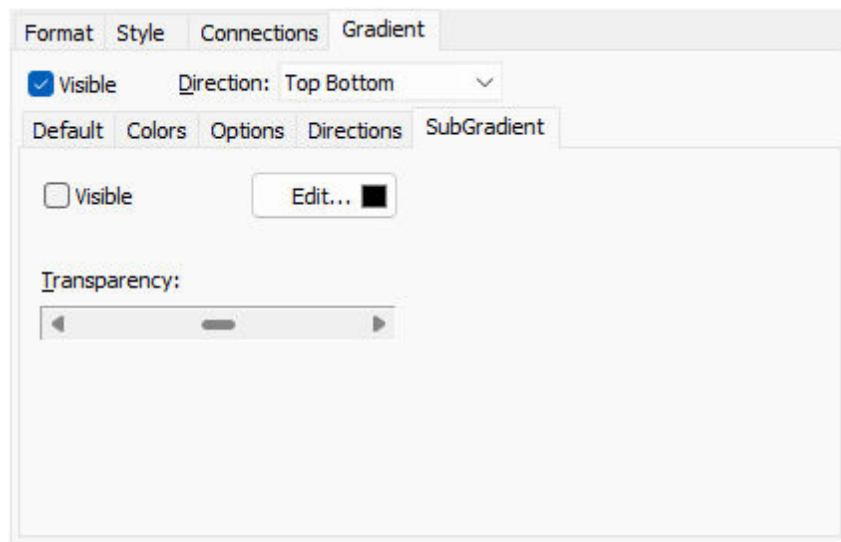 Format Style Connections Gradient
Visible Direction: Top Bottom
Default Colors Options Directions SubGradient
Visible Edit...
Transparency: